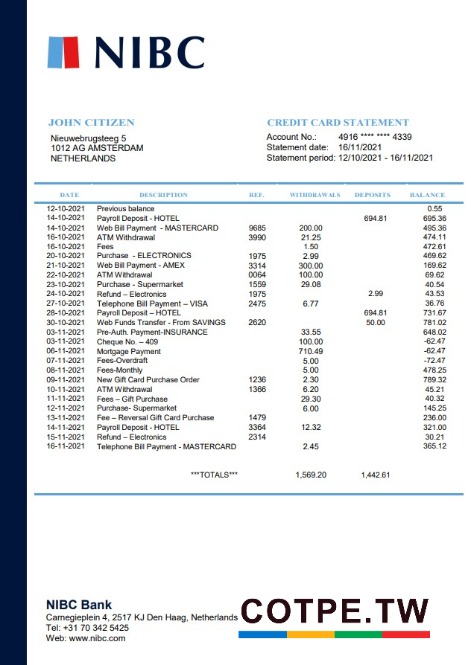 NIBC
JOHN CITIZEN
CREDIT CARD STATEMENT
Nieuwebrugsteeg 5
1012 AG AMSTERDAM
NETHERLANDS
Account No.: 4916 **** **** 4339
Statement date: 16/11/2021
Statement period: 12/10/2021 - 16/11/2021
DATE DESCRIPTION REF. WITHDRAWALS DEPOSITS BALANCE
12-10-2021 Previous balance 0.55
14-10-2021 Payroll Deposit - HOTEL 694.81 695.36
14-10-2021 Web Bill Payment - MASTERCARD 9685 200.00 495.36
16-10-2021 ATM Withdrawal 3990 21.25 474.11
16-10-2021 Fees 1.50 472.61
20-10-2021 Purchase - ELECTRONICS 1975 2.99 469.62
21-10-2021 Web Bill Payment - AMEX 3314 300.00 169.62
22-10-2021 ATM Withdrawal 0064 100.00 69.62
23-10-2021 Purchase - Supermarket 1559 29.08 40.54
24-10-2021 Refund – Electronics 1975 2.99 43.53
27-10-2021 Telephone Bill Payment – VISA 2475 6.77 36.76
28-10-2021 Payroll Deposit – HOTEL 694.81 731.67
30-10-2021 Web Funds Transfer - From SAVINGS 2620 50.00 781.02
03-11-2021 Pre-Auth. Payment-INSURANCE 33.55 648.02
03-11-2021 Cheque No. – 409 100.00 -62.47
06-11-2021 Mortgage Payment 710.49 -62.47
07-11-2021 Fees-Overdraft 5.00 -72.47
08-11-2021 Fees-Monthly 5.00 478.25
09-11-2021 New Gift Card Purchase Order 1236 2.30 789.32
10-11-2021 ATM Withdrawal 1366 6.20 45.21
11-11-2021 Fees – Gift Purchase 29.30 40.32
12-11-2021 Purchase- Supermarket 6.00 145.25
13-11-2021 Fee – Reversal Gift Card Purchase 1479 236.00
14-11-2021 Payroll Deposit - HOTEL 3364 12.32 321.00
15-11-2021 Refund – Electronics 2314 30.21
16-11-2021 Telephone Bill Payment - MASTERCARD 2.45 365.12
***TOTALS*** 1,569.20 1,442.61
NIBC Bank
Carnegieplein 4, 2517 KJ Den Haag, Netherlands
Tel: +31 70 342 5425
Web: www.nibc.com
COTPE.TW